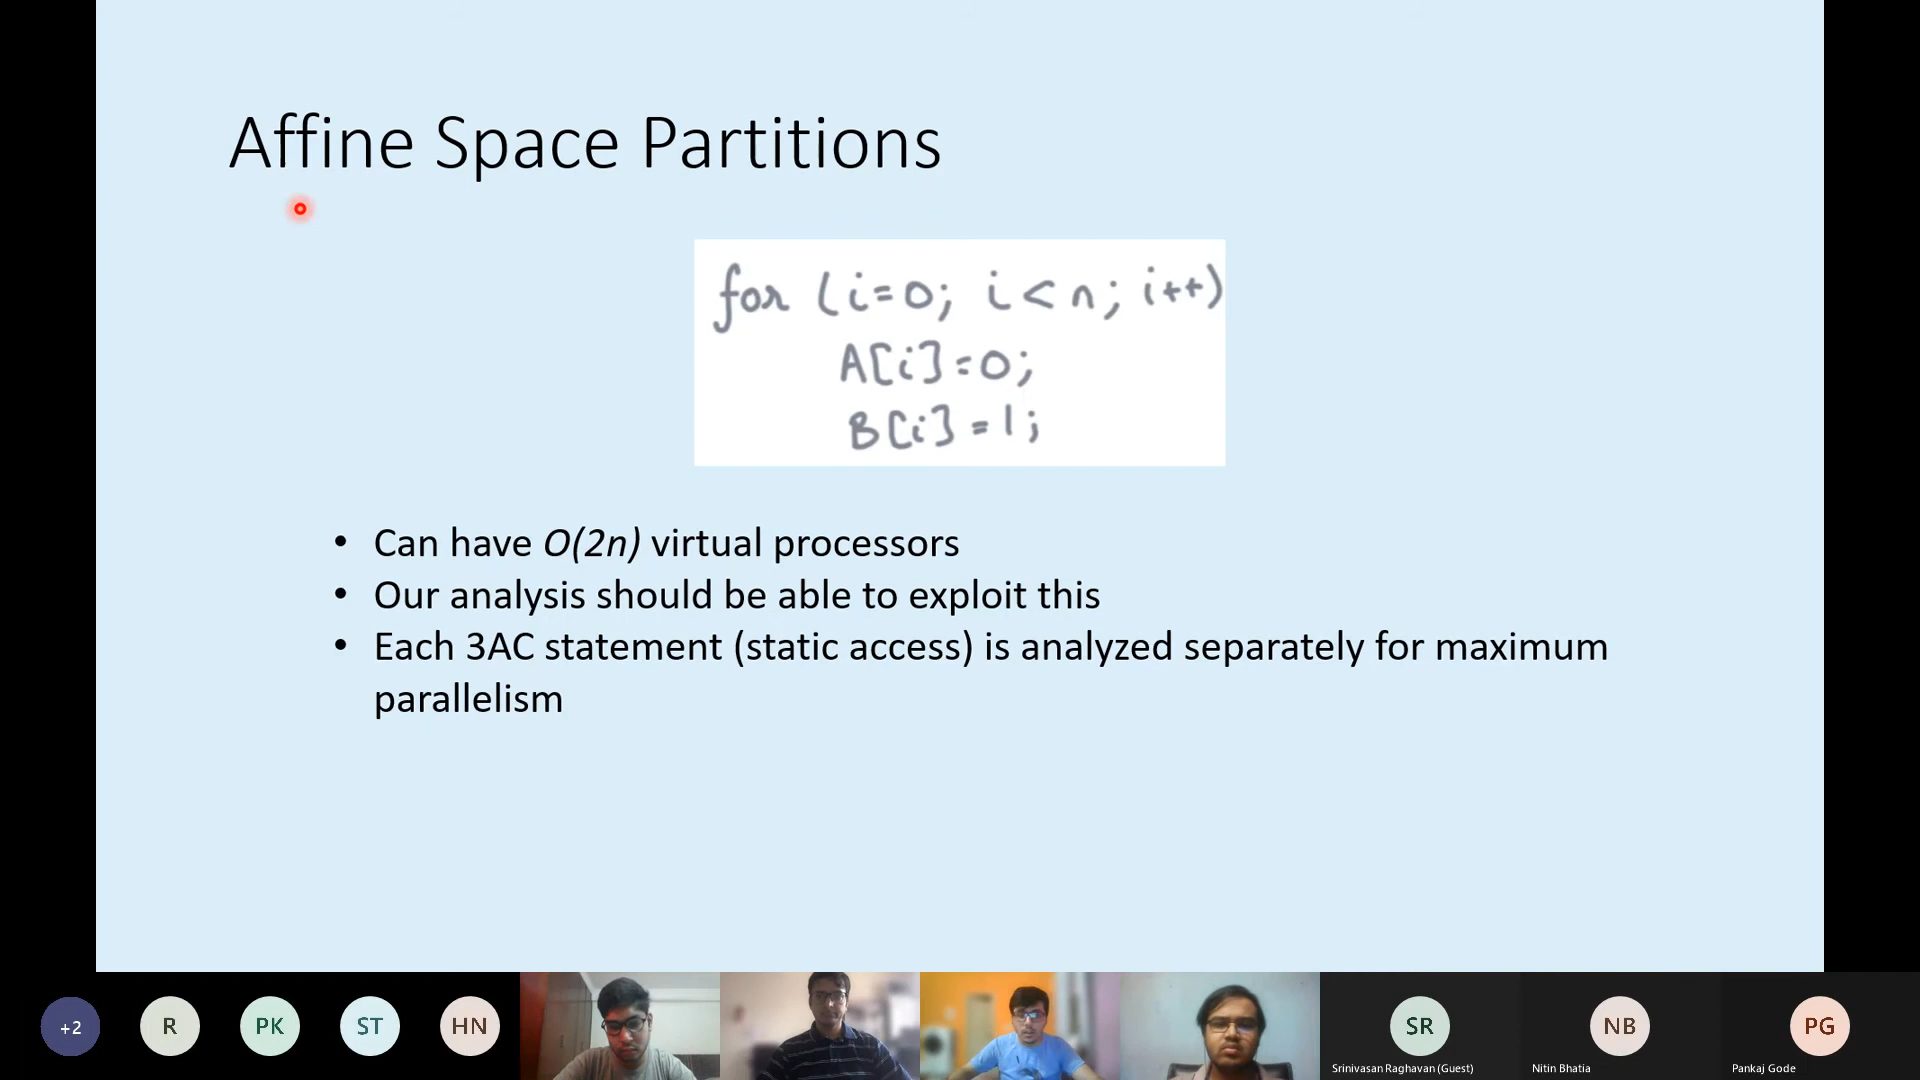 Affine Space Partitions
for (i=0; i<n; i++)
A[i]=0;
B[i]=1;
• Can have O(2n) virtual processors
• Our analysis should be able to exploit this
• Each 3AC statement (static access) is analyzed separately for maximum
parallelism
+2
R
PK
ST
HN
SR
NB
PG
Srinivasan Raghavan (Guest)
Nitin Bhatia
Pankaj Gode